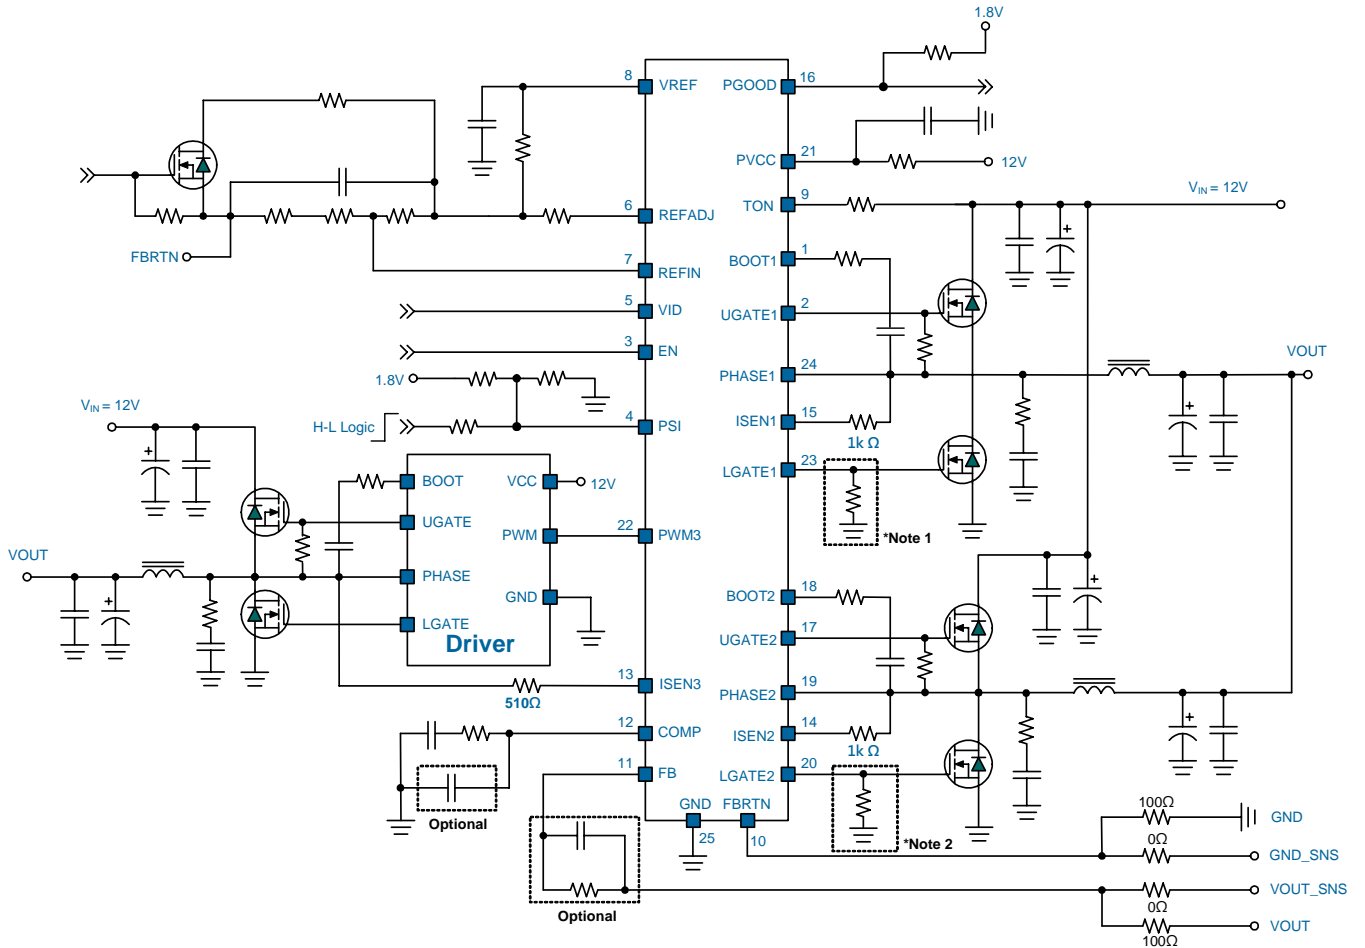 1.8V
8
VREF
PGOOD
16
PVCC
21
12V
TON
9
V_IN = 12V
6
REFADJ
FBRTN
7
REFIN
BOOT1
1
5
VID
UGATE1
2
3
EN
1.8V
PHASE1
24
VOUT
H-L Logic
4
PSI
ISEN1
15
1k Ω
V_IN = 12V
LGATE1
23
*Note 1
BOOT
VCC
12V
UGATE
PWM
22
PWM3
VOUT
PHASE
GND
LGATE
Driver
BOOT2
18
UGATE2
17
13
ISEN3
510Ω
PHASE2
19
12
COMP
ISEN2
14
1k Ω
11
FB
LGATE2
20
*Note 2
Optional
GND
FBRTN
25
10
100Ω
GND
0Ω
GND_SNS
VOUT_SNS
0Ω
VOUT
100Ω
Optional